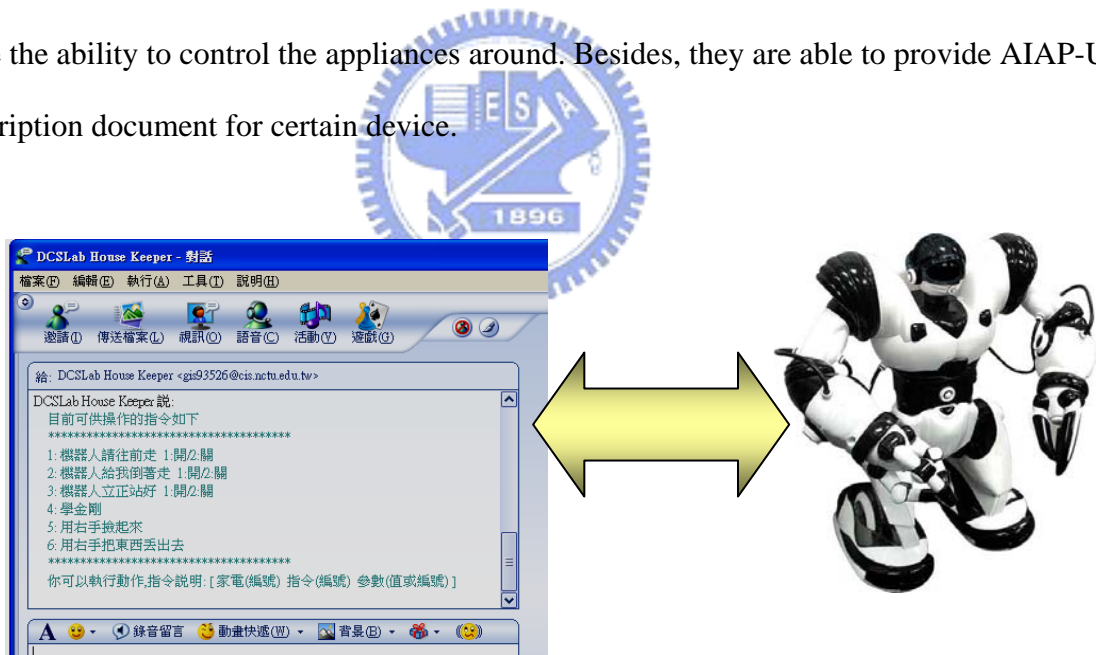 the ability to control the appliances around. Besides, they are able to provide AIAP-U
ription document for certain device.
E S A
1896
DCSLab House Keeper - 對話
檔案(F) 編輯(E) 執行(A) 工具(T) 說明(H)
邀請(I) 傳送檔案(L) 視訊(O) 語音(C) 活動(Y) 遊戲(G)
給: DCSLab House Keeper <gis93526@cis.nctu.edu.tw>
DCSLab House Keeper 說:
目前可供操作的指令如下
****************************************
1: 機器人請往前走 1:開/2:關
2: 機器人給我倒著走 1:開/2:關
3: 機器人立正站好 1:開/2:關
4: 學金剛
5: 用右手撿起來
6: 用右手把東西丟出去
****************************************
你可以執行動作,指令說明: [ 家電(編號) 指令(編號) 參數(值或編號) ]
A 錄音留言 動畫快遞(W) 背景(B)